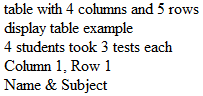 table with 4 columns and 5 rows
display table example
4 students took 3 tests each
Column 1, Row 1
Name & Subject